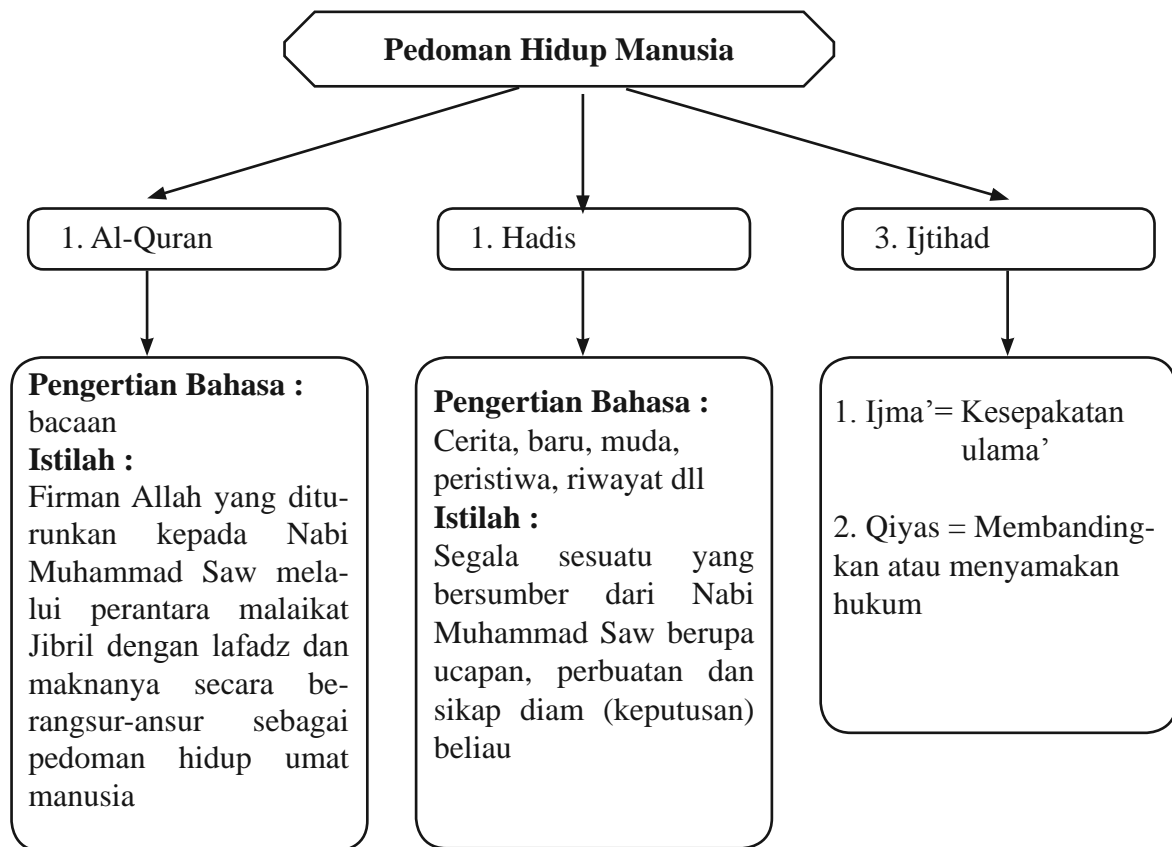 Pedoman Hidup Manusia
1. Al-Quran
1. Hadis
3. Ijtihad
Pengertian Bahasa :
bacaan
Istilah :
Firman Allah yang ditu-
runkan kepada Nabi
Muhammad Saw mela-
lui perantara malaikat
Jibril dengan lafadz dan
maknanya secara be-
rangsur-ansur sebagai
pedoman hidup umat
manusia
Pengertian Bahasa :
Cerita, baru, muda,
peristiwa, riwayat dll
Istilah :
Segala sesuatu yang
bersumber dari Nabi
Muhammad Saw berupa
ucapan, perbuatan dan
sikap diam (keputusan)
beliau
1. Ijma’= Kesepakatan
ulama’
2. Qiyas = Membanding-
kan atau menyamakan
hukum